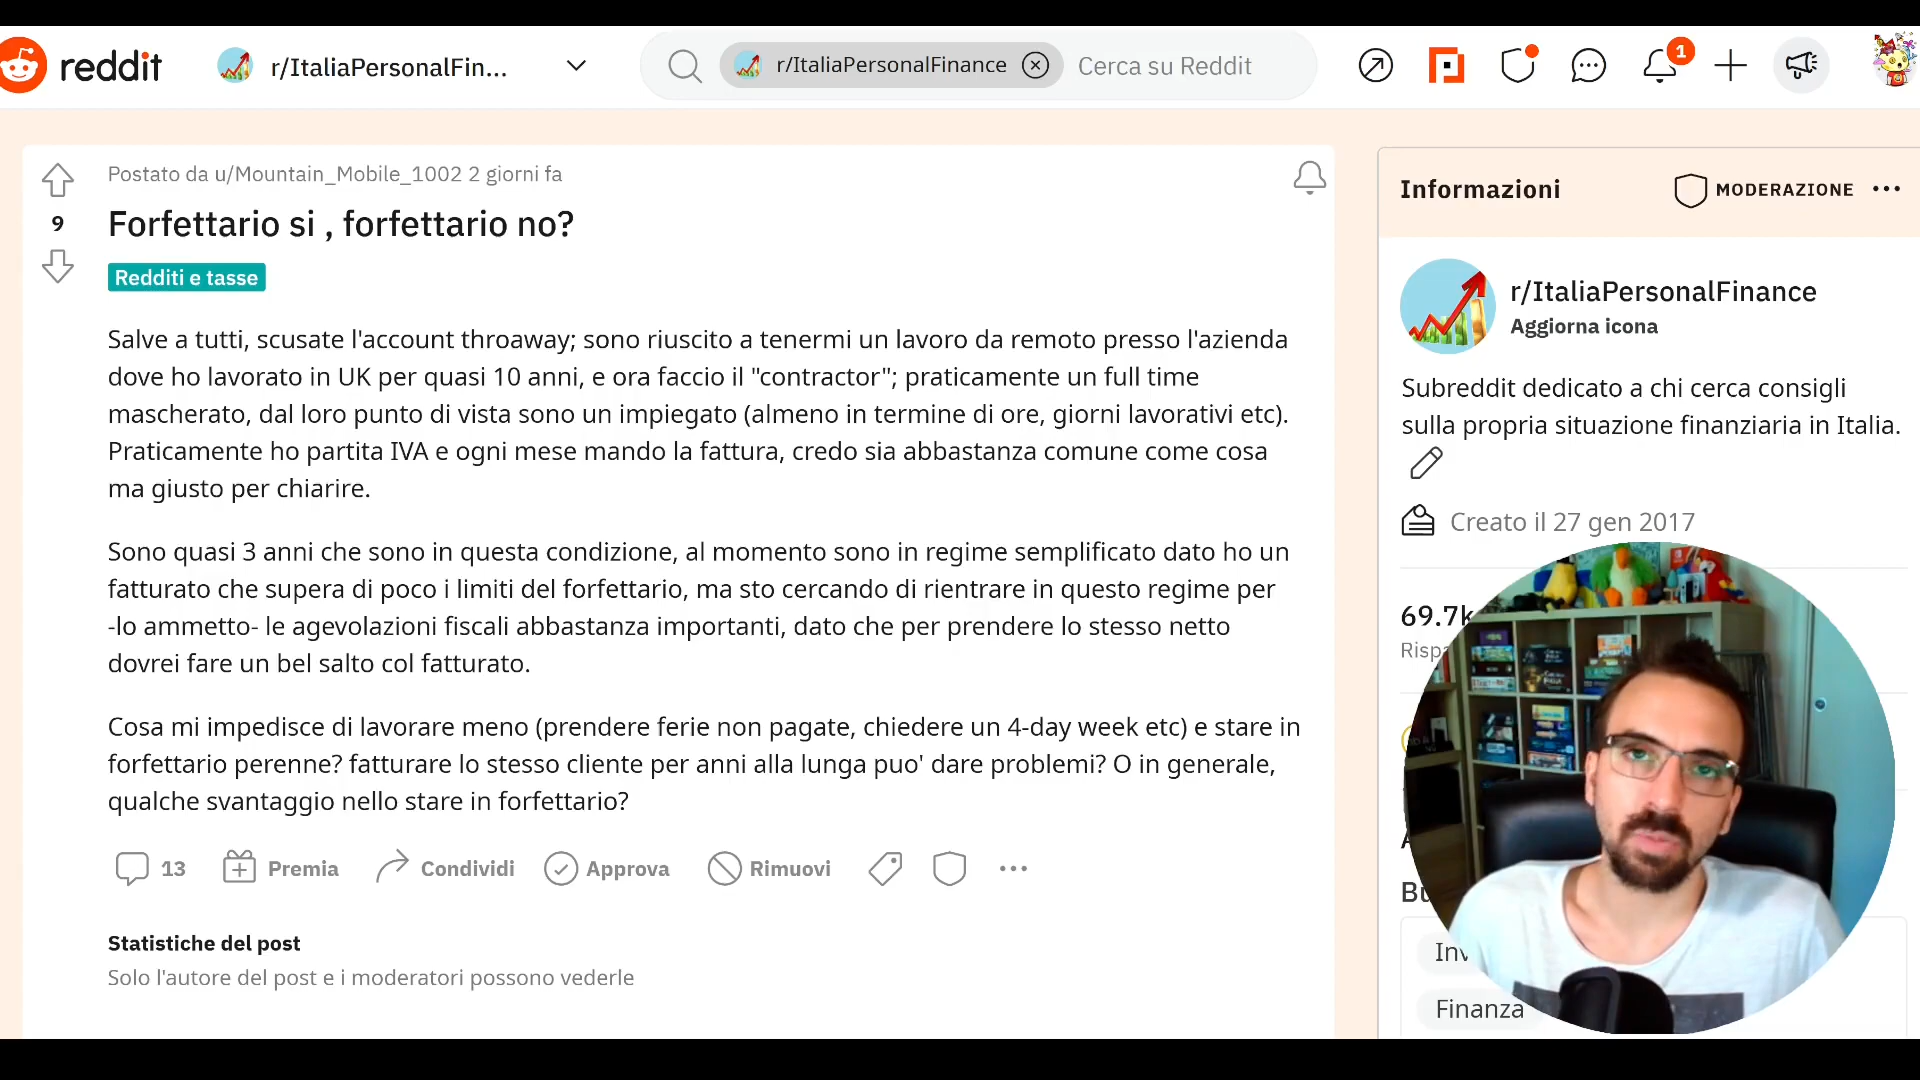 reddit
r/ItaliaPersonalFin...
r/ItaliaPersonalFinance
Cerca su Reddit
1
Postato da u/Mountain_Mobile_1002 2 giorni fa
9
Forfettario si , forfettario no?
Redditi e tasse
Salve a tutti, scusate l'account throaway; sono riuscito a tenermi un lavoro da remoto presso l'azienda
dove ho lavorato in UK per quasi 10 anni, e ora faccio il "contractor"; praticamente un full time
mascherato, dal loro punto di vista sono un impiegato (almeno in termine di ore, giorni lavorativi etc).
Praticamente ho partita IVA e ogni mese mando la fattura, credo sia abbastanza comune come cosa
ma giusto per chiarire.
Sono quasi 3 anni che sono in questa condizione, al momento sono in regime semplificato dato ho un
fatturato che supera di poco i limiti del forfettario, ma sto cercando di rientrare in questo regime per
-lo ammetto- le agevolazioni fiscali abbastanza importanti, dato che per prendere lo stesso netto
dovrei fare un bel salto col fatturato.
Cosa mi impedisce di lavorare meno (prendere ferie non pagate, chiedere un 4-day week etc) e stare in
forfettario perenne? fatturare lo stesso cliente per anni alla lunga puo' dare problemi? O in generale,
qualche svantaggio nello stare in forfettario?
13
Premia
Condividi
Approva
Rimuovi
Statistiche del post
Solo l'autore del post e i moderatori possono vederle
Informazioni
MODERAZIONE
r/ItaliaPersonalFinance
Aggiorna icona
Subreddit dedicato a chi cerca consigli
sulla propria situazione finanziaria in Italia.
Creato il 27 gen 2017
69.7k
Finanza